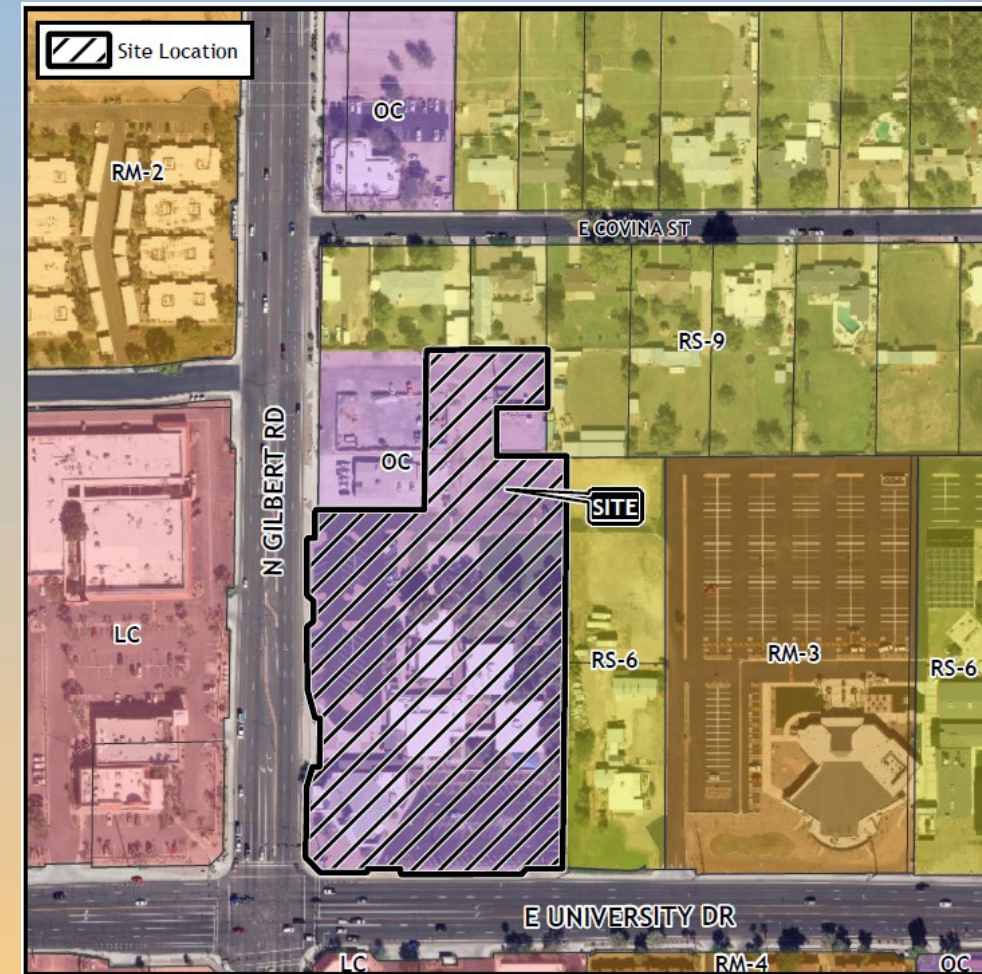 Site Location
OC
RM-2
E COVINA ST
RS-9
N GILBERT RD
OC
SITE
LC
RS-6
RM-3
RS-6
E UNIVERSITY DR
LC
RM-4
OC